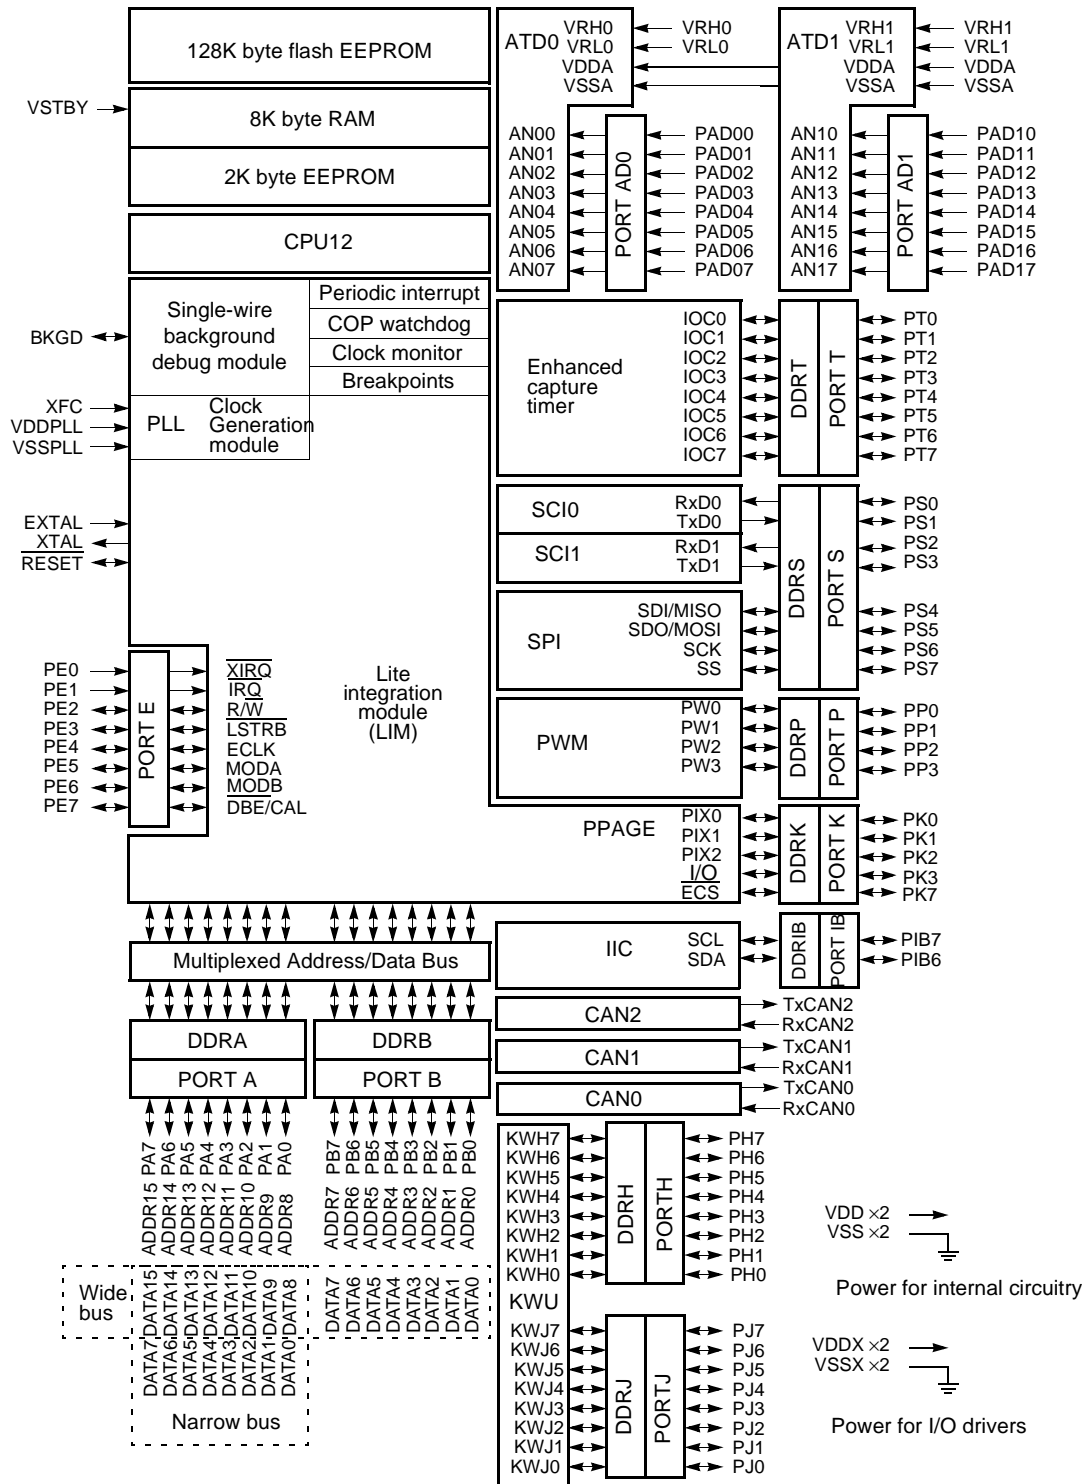 128K byte flash EEPROM
VSTBY
8K byte RAM
2K byte EEPROM
CPU12
BKGD
Single-wire
background
debug module
Periodic interrupt
COP watchdog
Clock monitor
Breakpoints
XFC
VDDPLL
VSSPLL
PLL
Clock
Generation
module
EXTAL
XTAL
RESET
PE0
PE1
PE2
PE3
PE4
PE5
PE6
PE7
PORT E
XIRQ
IRQ
R/W
LSTRB
ECLK
MODA
MODB
DBE/CAL
Lite
integration
module
(LIM)
PPAGE
PIX0
PIX1
PIX2
I/O
ECS
DDRK
PORT K
PK0
PK1
PK2
PK3
PK7
ATD0
VRH0
VRL0
VDDA
VSSA
VRH0
VRL0
AN00
AN01
AN02
AN03
AN04
AN05
AN06
AN07
PORT AD0
PAD00
PAD01
PAD02
PAD03
PAD04
PAD05
PAD06
PAD07
ATD1
VRH1
VRL1
VDDA
VSSA
VRH1
VRL1
VDDA
VSSA
AN10
AN11
AN12
AN13
AN14
AN15
AN16
AN17
PORT AD1
PAD10
PAD11
PAD12
PAD13
PAD14
PAD15
PAD16
PAD17
Enhanced
capture
timer
IOC0
IOC1
IOC2
IOC3
IOC4
IOC5
IOC6
IOC7
DDRT
PORT T
PT0
PT1
PT2
PT3
PT4
PT5
PT6
PT7
SCI0
RxD0
TxD0
SCI1
RxD1
TxD1
SPI
SDI/MISO
SDO/MOSI
SCK
SS
DDRS
PORT S
PS0
PS1
PS2
PS3
PS4
PS5
PS6
PS7
PWM
PW0
PW1
PW2
PW3
DDRP
PORT P
PP0
PP1
PP2
PP3
IIC
SCL
SDA
DDRIB
PORT IB
PIB7
PIB6
CAN2
TxCAN2
RxCAN2
CAN1
TxCAN1
RxCAN1
CAN0
TxCAN0
RxCAN0
Multiplexed Address/Data Bus
DDRA
PORT A
DDRB
PORT B
PA7
PA6
PA5
PA4
PA3
PA2
PA1
PA0
PB7
PB6
PB5
PB4
PB3
PB2
PB1
PB0
ADDR15
ADDR14
ADDR13
ADDR12
ADDR11
ADDR10
ADDR9
ADDR8
ADDR7
ADDR6
ADDR5
ADDR4
ADDR3
ADDR2
ADDR1
ADDR0
Wide
bus
DATA15
DATA14
DATA13
DATA12
DATA11
DATA10
DATA9
DATA8
DATA7
DATA6
DATA5
DATA4
DATA3
DATA2
DATA1
DATA0
DATA7
DATA6
DATA5
DATA4
DATA3
DATA2
DATA1
DATA0
Narrow bus
KWH7
KWH6
KWH5
KWH4
KWH3
KWH2
KWH1
KWH0
KWU
KWJ7
KWJ6
KWJ5
KWJ4
KWJ3
KWJ2
KWJ1
KWJ0
DDRH
PORTH
PH7
PH6
PH5
PH4
PH3
PH2
PH1
PH0
DDRJ
PORTJ
PJ7
PJ6
PJ5
PJ4
PJ3
PJ2
PJ1
PJ0
VDD ×2
VSS ×2
Power for internal circuitry
VDDX ×2
VSSX ×2
Power for I/O drivers